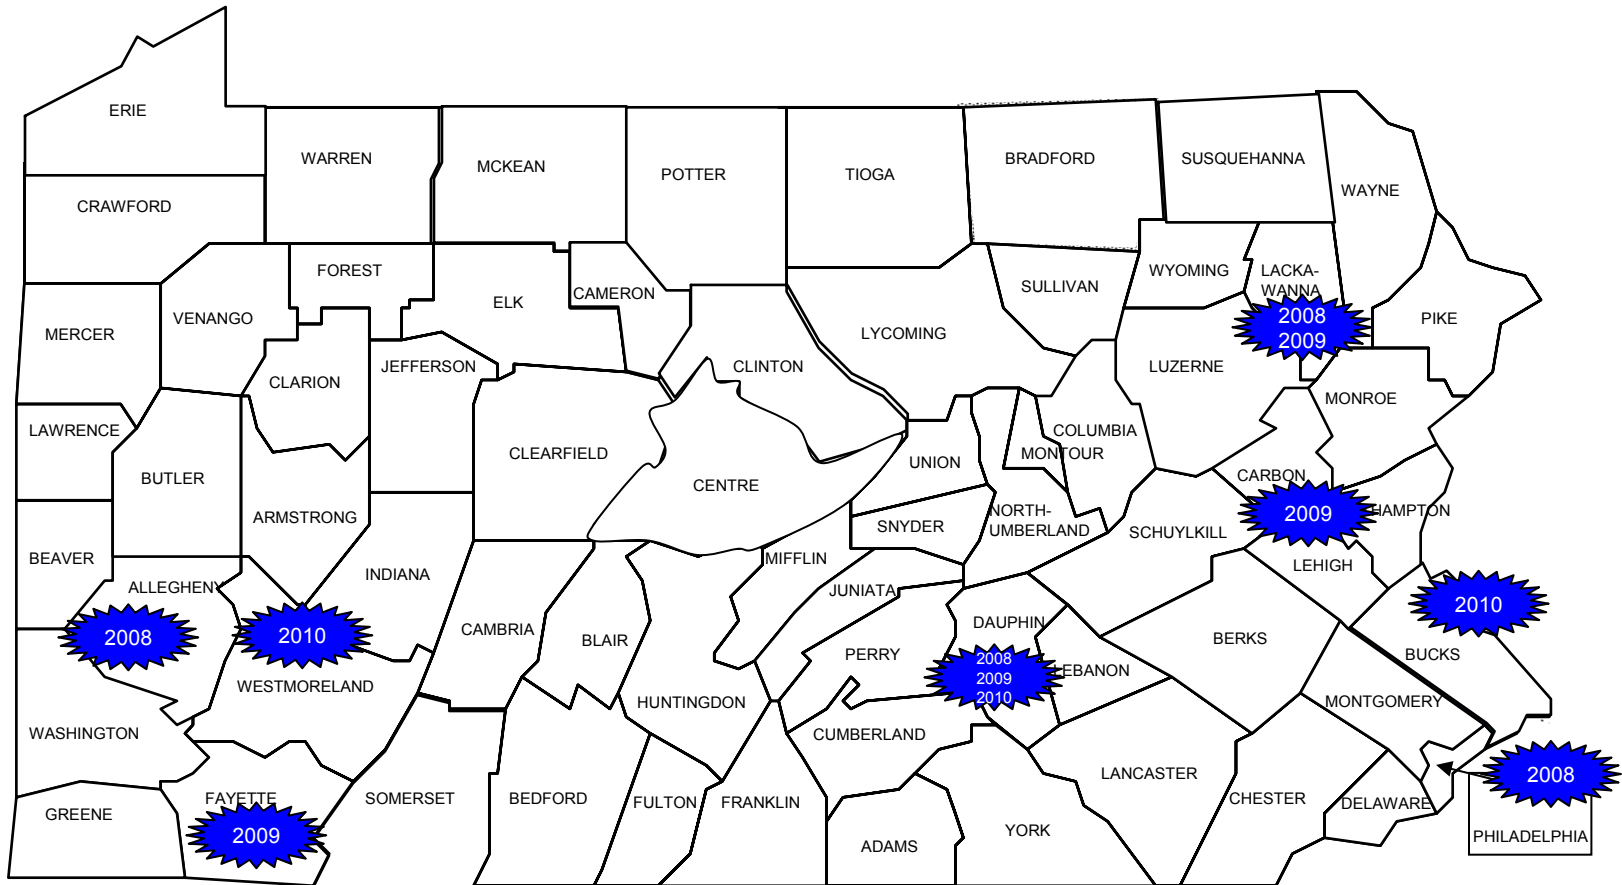 ERIE
WARREN
MCKEAN
POTTER
TIOGA
BRADFORD
SUSQUEHANNA
WAYNE
CRAWFORD
FOREST
ELK
CAMERON
SULLIVAN
WYOMING
LACKA-
WANNA
MERCER
VENANGO
JEFFERSON
CLARION
CLINTON
LYCOMING
LUZERNE
2008
2009
PIKE
MONROE
LAWRENCE
BUTLER
ARMSTRONG
CLEARFIELD
CENTRE
UNION
MONTOUR
COLUMBIA
CARBON
2009
HAMPTON
SNYDER
NORTH-
UMBERLAND
SCHUYLKILL
LEHIGH
BEAVER
ALLEGHENY
INDIANA
MIFFLIN
JUNIATA
2008
2010
CAMBRIA
BLAIR
PERRY
DAUPHIN
2008
2009
2010
LEBANON
BERKS
2010
BUCKS
WESTMORELAND
HUNTINGDON
MONTGOMERY
WASHINGTON
CUMBERLAND
LANCASTER
2008
GREENE
FAYETTE
2009
SOMERSET
BEDFORD
FULTON
FRANKLIN
ADAMS
YORK
CHESTER
DELAWARE
PHILADELPHIA